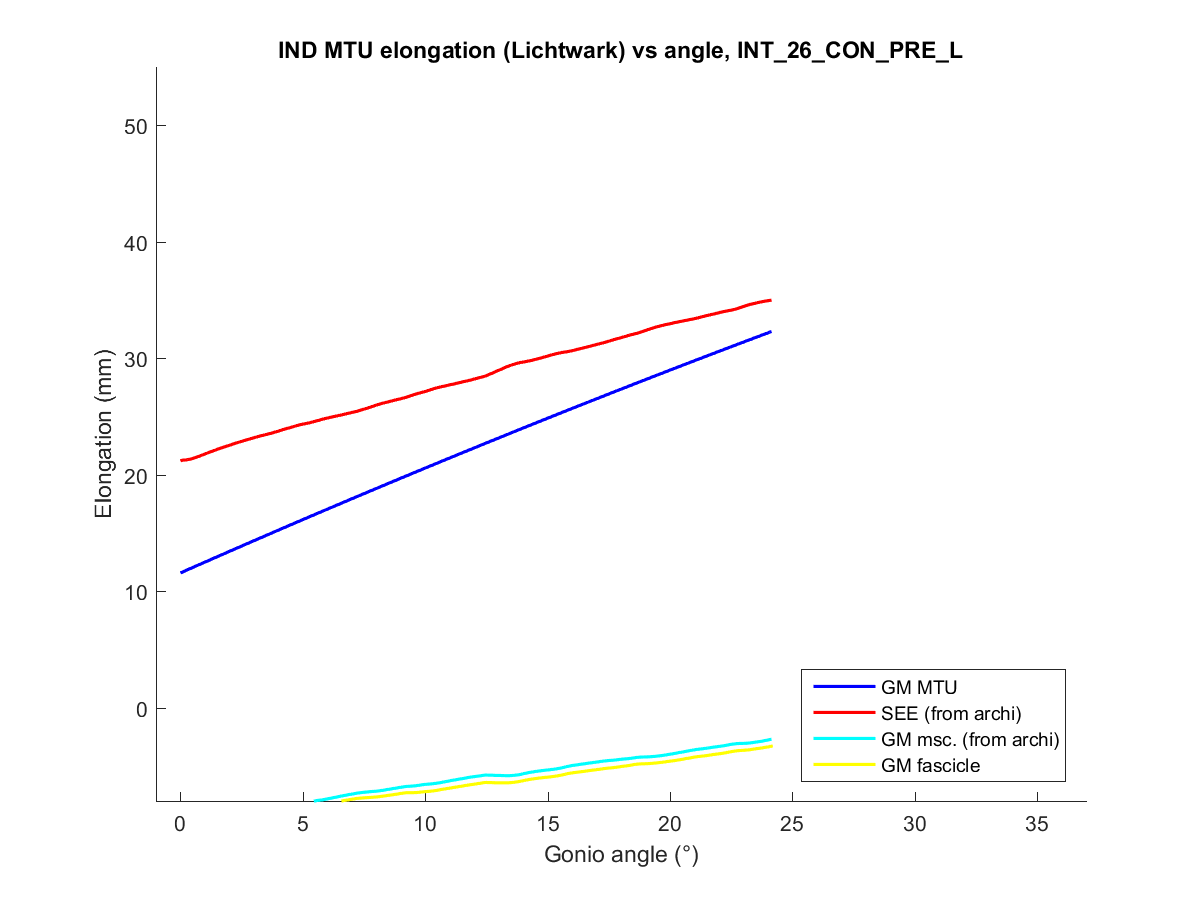 IND MTU elongation (Lichtwark) vs angle, INT_26_CON_PRE_L
50
40
30
20
10
0
Elongation (mm)
GM MTU
SEE (from archi)
GM msc. (from archi)
GM fascicle
0 5 10 15 20 25 30 35
Gonio angle (°)